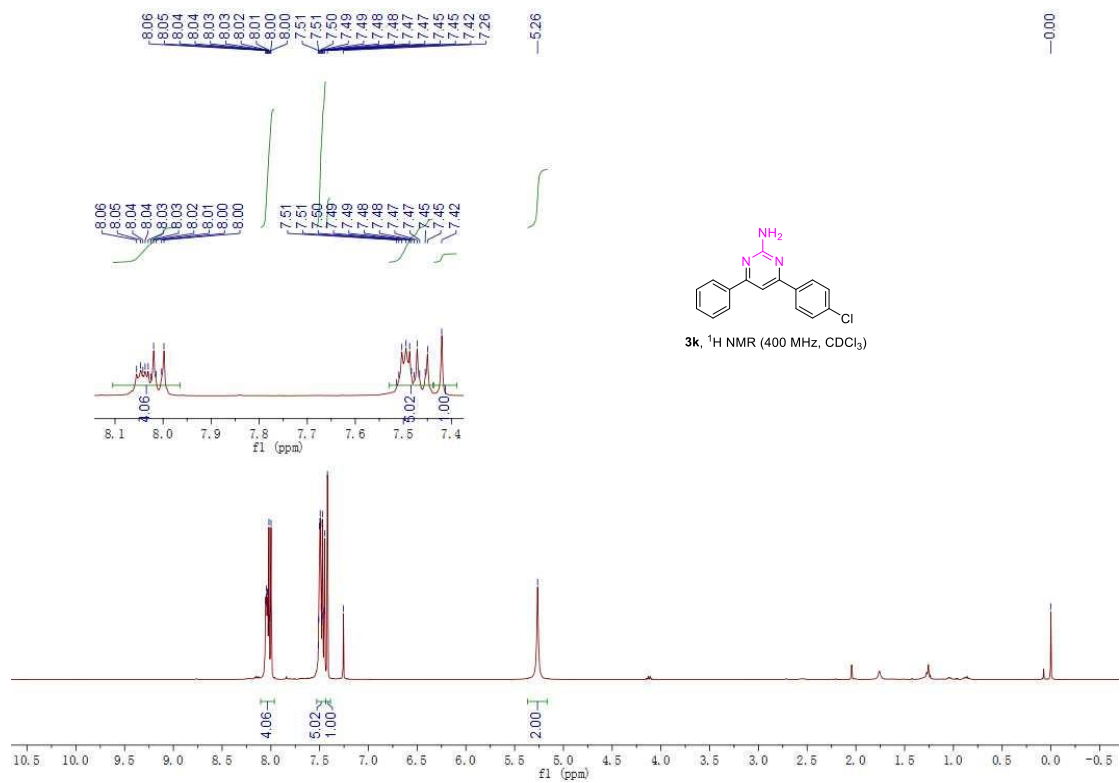 8.06 8.05 8.04 8.04 8.03 8.03 8.02 8.01 8.00 8.00 7.51 7.51 7.50 7.49 7.49 7.48 7.48 7.47 7.47 7.45 7.45 7.42 7.26
—5.26
—0.00
8.06 8.05 8.04 8.04 8.03 8.03 8.02 8.01 8.00 8.00
7.51 7.51 7.50 7.49 7.49 7.48 7.48 7.47 7.47 7.45 7.45 7.42
NH2
N N
Cl
3k, 1H NMR (400 MHz, CDCl3)
4.06 5.02 1.00
8.1 8.0 7.9 7.8 7.7 7.6 7.5 7.4
f1 (ppm)
4.06 5.02 1.00 2.00
10.5 10.0 9.5 9.0 8.5 8.0 7.5 7.0 6.5 6.0 5.5 5.0 4.5 4.0 3.5 3.0 2.5 2.0 1.5 1.0 0.5 0.0 -0.5
f1 (ppm)